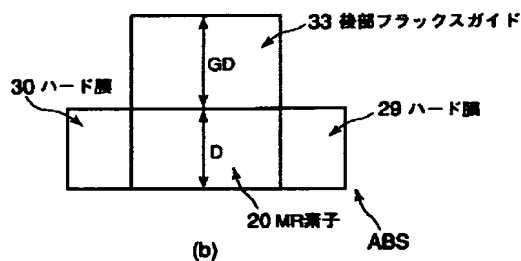 33 後部フラックスガイド
GD
30 ハード膜
29 ハード膜
D
20 MR素子
ABS
(b)